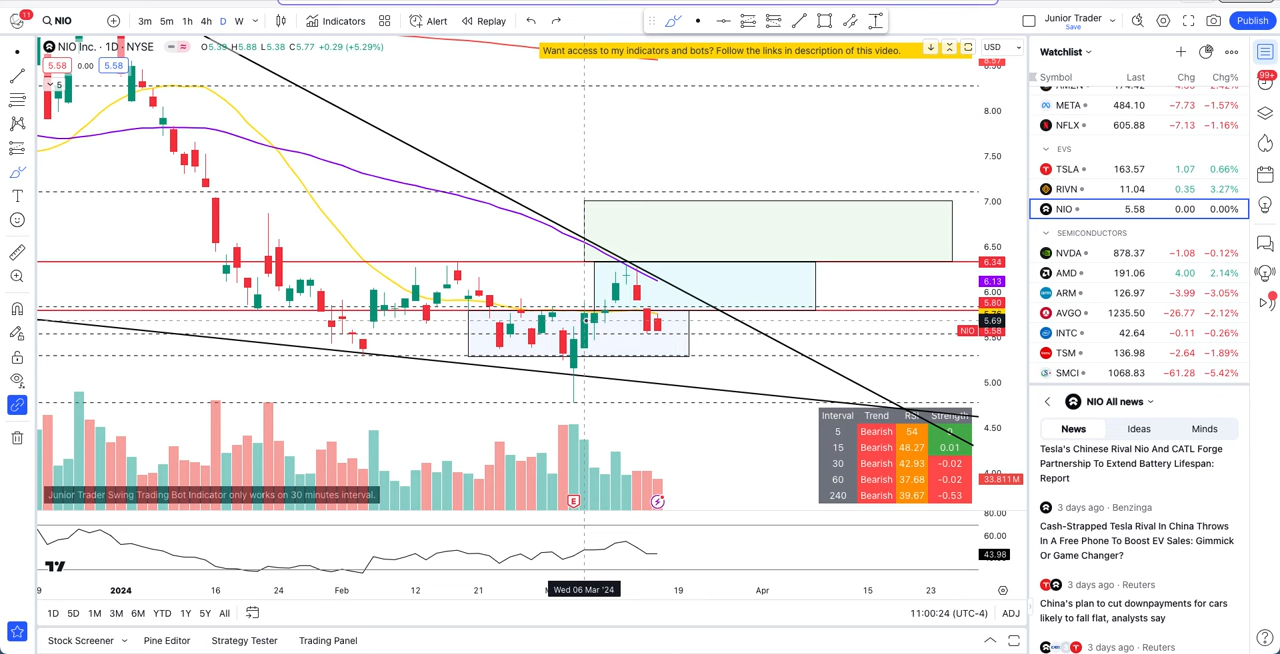 11
NIO
3m 5m 1h 4h D W
Indicators
Alert
Replay
Junior Trader
Save
Publish
NIO Inc. · 1D · NYSE
O5.39 H5.88 L5.38 C5.77 +0.29 (+5.29%)
5.58 0.00 5.58
5
Want access to my indicators and bots? Follow the links in description of this video.
USD
8.57
8.50
8.00
7.50
7.00
6.50
6.34
6.13
6.00
5.80
5.69
NIO 5.58
5.50
5.00
4.50
4.00
33.811M
80.00
60.00
43.98
Interval Trend RSI Strength
5 Bearish 54
15 Bearish 48.27 0.01
30 Bearish 42.93 -0.02
60 Bearish 37.68 -0.02
240 Bearish 39.67 -0.53
Junior Trader Swing Trading Bot Indicator only works on 30 minutes interval.
E
9 2024 16 24 Feb 12 21 Wed 06 Mar '24 19 Apr 15 23
1D 5D 1M 3M 6M YTD 1Y 5Y All
11:00:24 (UTC-4) ADJ
Stock Screener Pine Editor Strategy Tester Trading Panel
Watchlist
Symbol Last Chg Chg%
META 484.10 −7.73 −1.57%
NFLX 605.88 −7.13 −1.16%
EVS
TSLA 163.57 1.07 0.66%
RIVN 11.04 0.35 3.27%
NIO 5.58 0.00 0.00%
SEMICONDUCTORS
NVDA 878.37 −1.08 −0.12%
AMD 191.06 4.00 2.14%
ARM 126.97 −3.99 −3.05%
AVGO 1235.50 −26.77 −2.12%
INTC 42.64 −0.11 −0.26%
TSM 136.98 −2.64 −1.89%
SMCI 1068.83 −61.28 −5.42%
NIO All news
News Ideas Minds
Tesla's Chinese Rival Nio And CATL Forge
Partnership To Extend Battery Lifespan:
Report
3 days ago · Benzinga
Cash-Strapped Tesla Rival In China Throws
In A Free Phone To Boost EV Sales: Gimmick
Or Game Changer?
3 days ago · Reuters
China's plan to cut downpayments for cars
likely to fall flat, analysts say
3 days ago · Reuters
99+